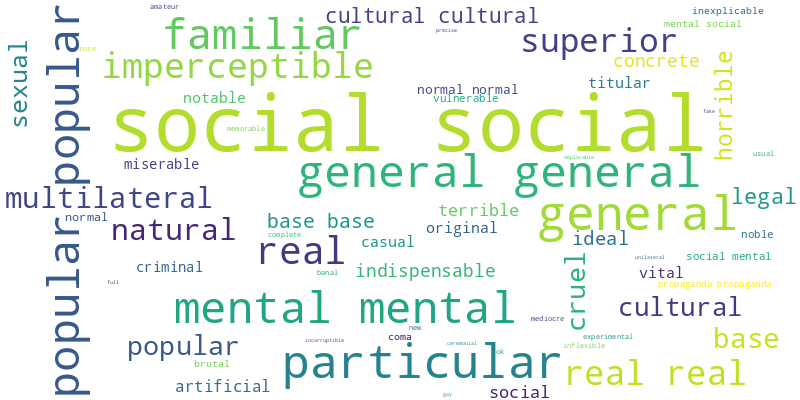 amateur
cultural cultural
inexplicable
familiar
mental social
precise
superior
nose
imperceptible
concrete
sexual
popular popular
notable
normal normal
vulnerable
titular
horrible
social social
fake
memorable
miserable
general general
deplorable
usual
multilateral
legal
normal
natural
base base
terrible
original
general
noble
complete
real
casual
ideal
criminal
banal
indispensable
cruel
unilateral
social mental
vital
full
propaganda propaganda
mental mental
mediocre
cultural
new
popular
coma
incorruptible
ceremonial
experimental
inflexible
base
brutal
particular
ok
real real
artificial
social
gay